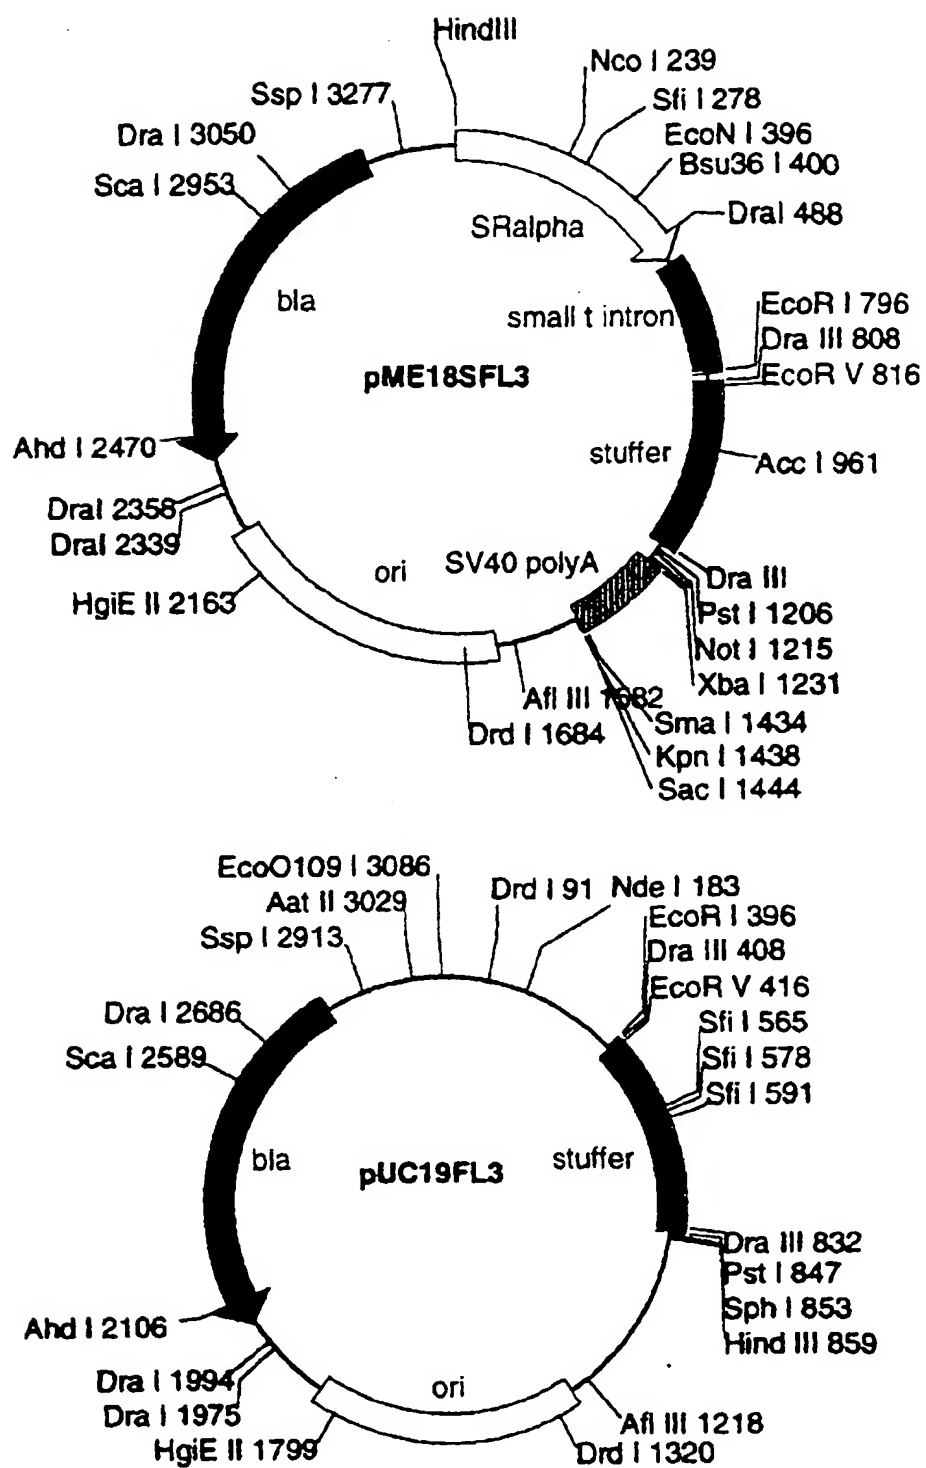 HindIII
Nco I 239
Ssp I 3277
Sfi I 278
Dra I 3050
EcoN I 396
Bsu36 I 400
Sca I 2953
DraI 488
SRalpha
bla
small t intron
EcoR I 796
Dra III 808
pME18SFL3
EcoR V 816
Ahd I 2470
stuffer
Acc I 961
DraI 2358
DraI 2339
SV40 polyA
ori
HgiE II 2163
Dra III
Pst I 1206
Not I 1215
Xba I 1231
Afl III 1682
Sma I 1434
Drd I 1684
Kpn I 1438
Sac I 1444
EcoO109 I 3086
Drd I 91
Nde I 183
Aat II 3029
EcoR I 396
Ssp I 2913
Dra III 408
EcoR V 416
Dra I 2686
Sfi I 565
Sca I 2589
Sfi I 578
Sfi I 591
bla
pUC19FL3
stuffer
Dra III 832
Pst I 847
Sph I 853
Ahd I 2106
Hind III 859
Dra I 1994
ori
Dra I 1975
Afl III 1218
HgiE II 1799
Drd I 1320